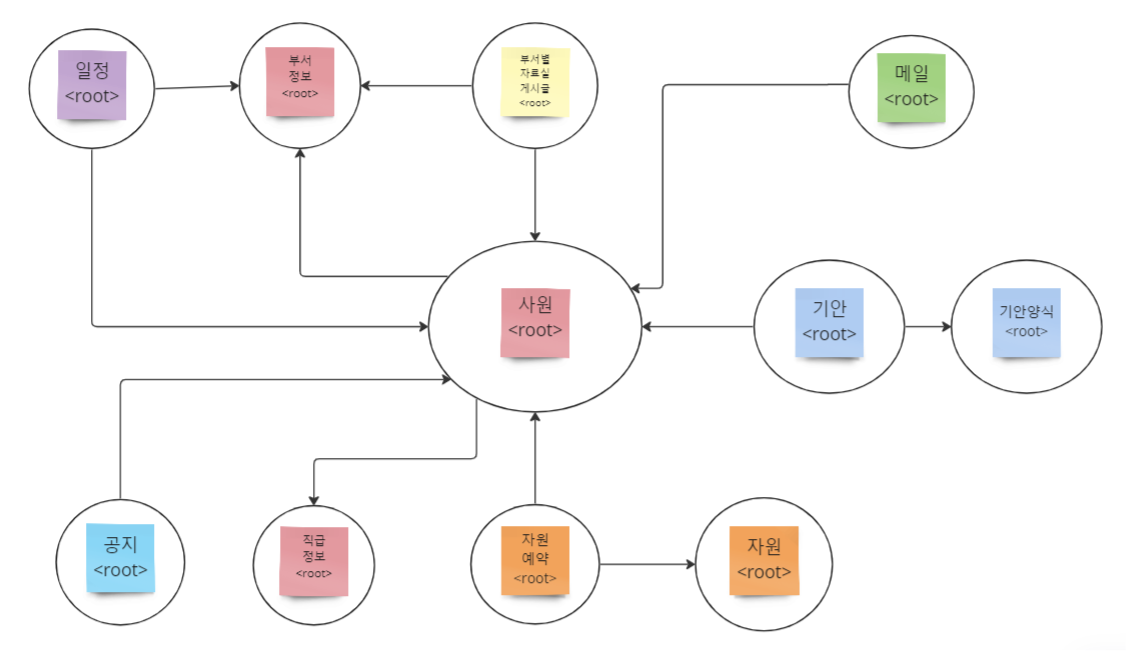 일정
<root>
부서
정보
<root>
부서별
자료실
게시글
<root>
메일
<root>
사원
<root>
기안
<root>
기안양식
<root>
공지
<root>
직급
정보
<root>
자원
예약
<root>
자원
<root>